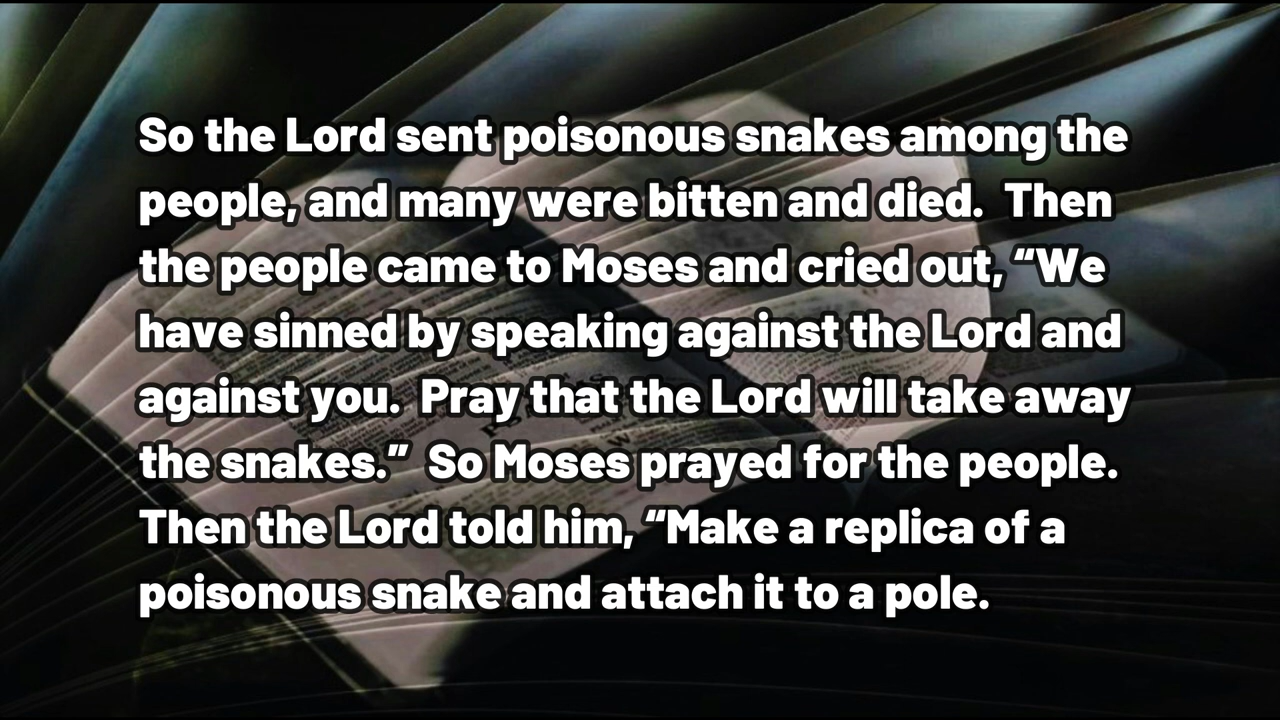 So the Lord sent poisonous snakes among the
people, and many were bitten and died.  Then
the people came to Moses and cried out, “We
have sinned by speaking against the Lord and
against you.  Pray that the Lord will take away
the snakes.”  So Moses prayed for the people.
Then the Lord told him, “Make a replica of a
poisonous snake and attach it to a pole.